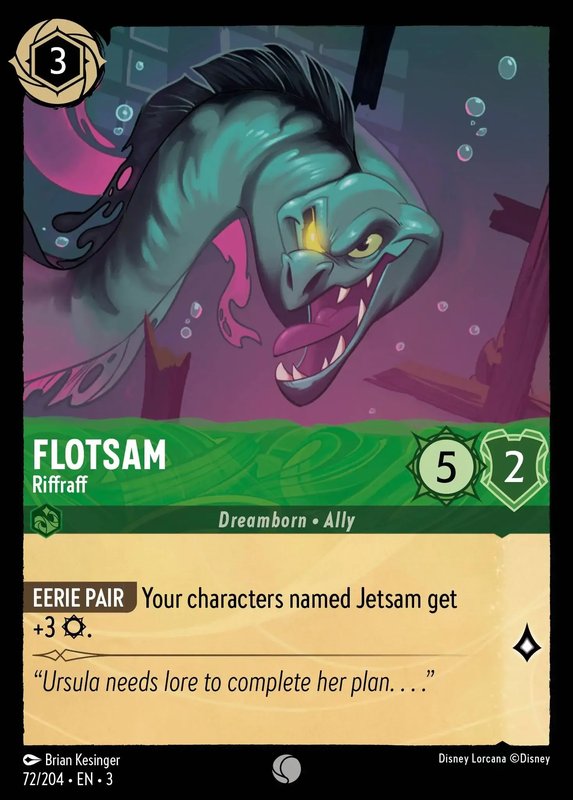 3
FLOTSAM
Riffraff
5
2
Dreamborn • Ally
EERIE PAIR Your characters named Jetsam get
+3 .
“Ursula needs lore to complete her plan. . . .”
Brian Kesinger
Disney Lorcana ©Disney
72/204 • EN • 3